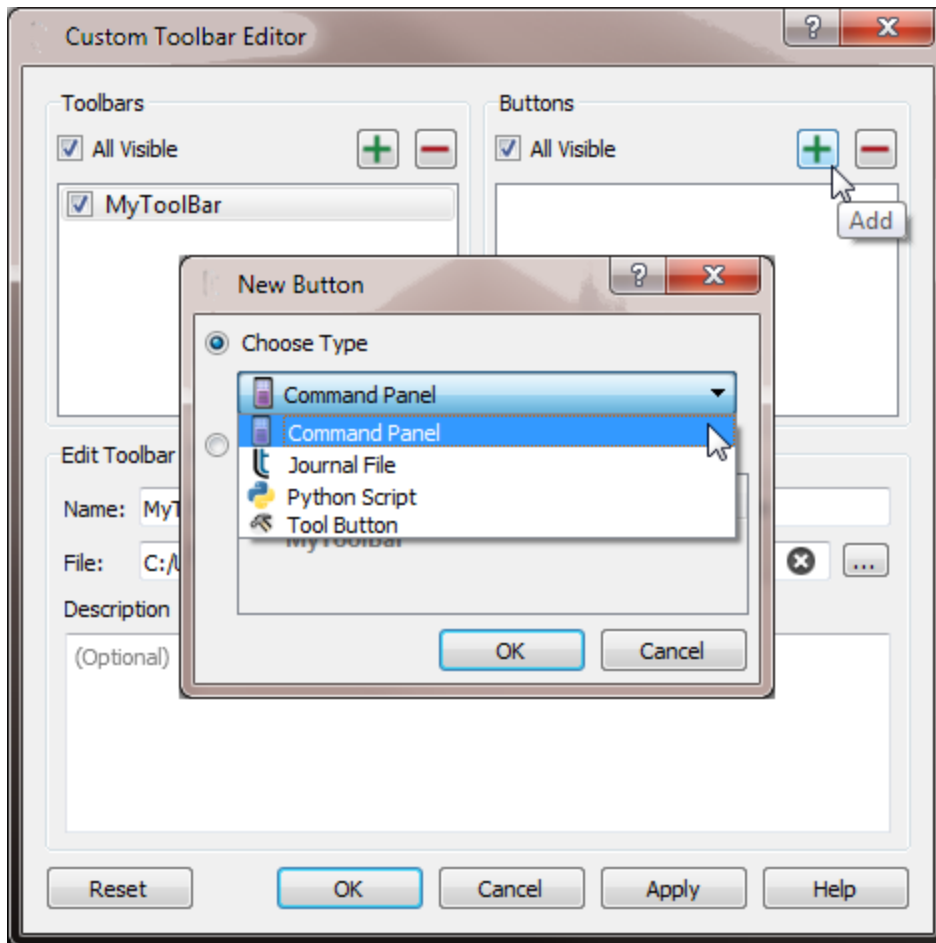 Custom Toolbar Editor
Toolbars
Buttons
All Visible
All Visible
MyToolBar
Add
New Button
Choose Type
Command Panel
Command Panel
Journal File
Python Script
Tool Button
MyToolBar
Edit Toolbar
Name: MyT
File: C:/
...
Description
(Optional)
OK
Cancel
Reset
OK
Cancel
Apply
Help